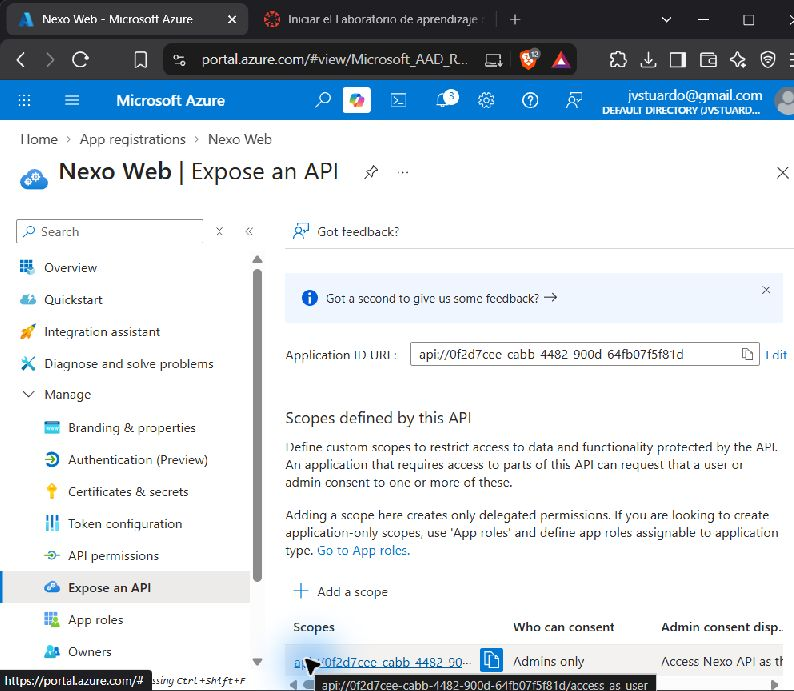 Nexo Web - Microsoft Azure
Iniciar el Laboratorio de aprendizaje
portal.azure.com/#view/Microsoft_AAD_R...
12
Microsoft Azure
3
jvstuardo@gmail.com
DEFAULT DIRECTORY (JVSTUARD...
Home > App registrations > Nexo Web
Nexo Web | Expose an API
...
Search
Got feedback?
Overview
Quickstart
Integration assistant
Diagnose and solve problems
Manage
Branding & properties
Authentication (Preview)
Certificates & secrets
Token configuration
API permissions
Expose an API
App roles
Owners
Got a second to give us some feedback?
Application ID URI :
api://0f2d7cee-cabb-4482-900d-64fb07f5f81d
Edit
Scopes defined by this API
Define custom scopes to restrict access to data and functionality protected by the API.
An application that requires access to parts of this API can request that a user or
admin consent to one or more of these.
Adding a scope here creates only delegated permissions. If you are looking to create
application-only scopes, use 'App roles' and define app roles assignable to application
type. Go to App roles.
Add a scope
Scopes Who can consent Admin consent disp...
api://0f2d7cee-cabb-4482-90... Admins only Access Nexo API as th
api://0f2d7cee-cabb-4482-900d-64fb07f5f81d/access_as_user
https://portal.azure.com/#
Ctrl+Shift+F